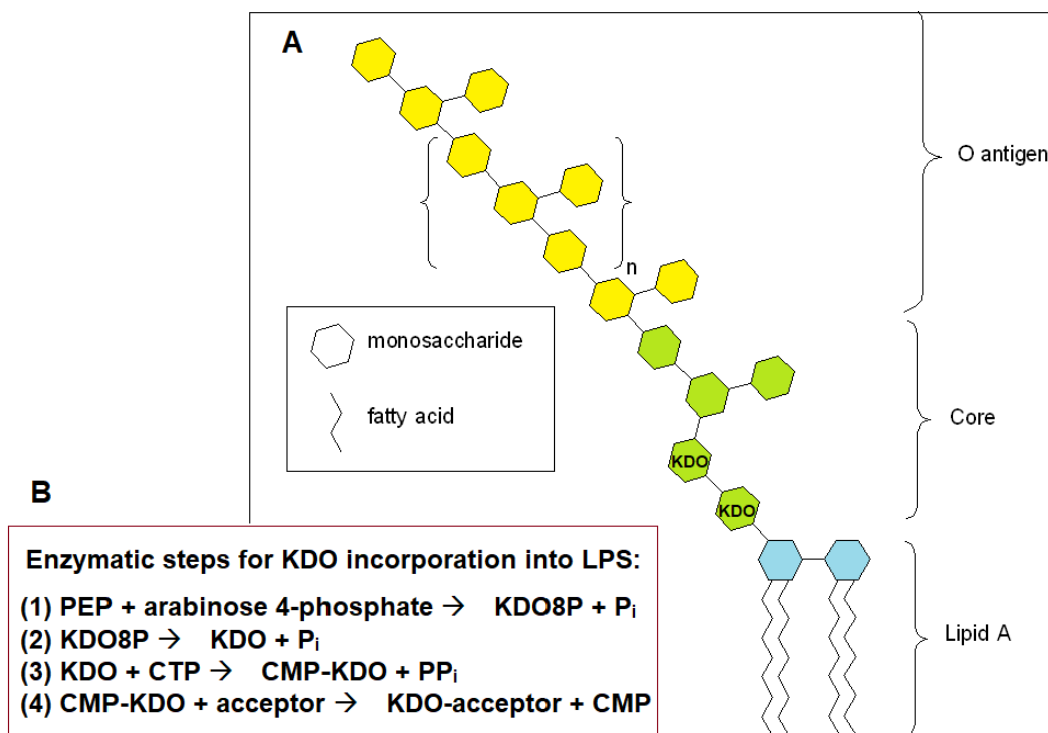 A
O antigen
n
monosaccharide
fatty acid
Core
KDO
KDO
B
Enzymatic steps for KDO incorporation into LPS:
(1) PEP + arabinose 4-phosphate → KDO8P + Pi
(2) KDO8P → KDO + Pi
(3) KDO + CTP → CMP-KDO + PPi
(4) CMP-KDO + acceptor → KDO-acceptor + CMP
Lipid A